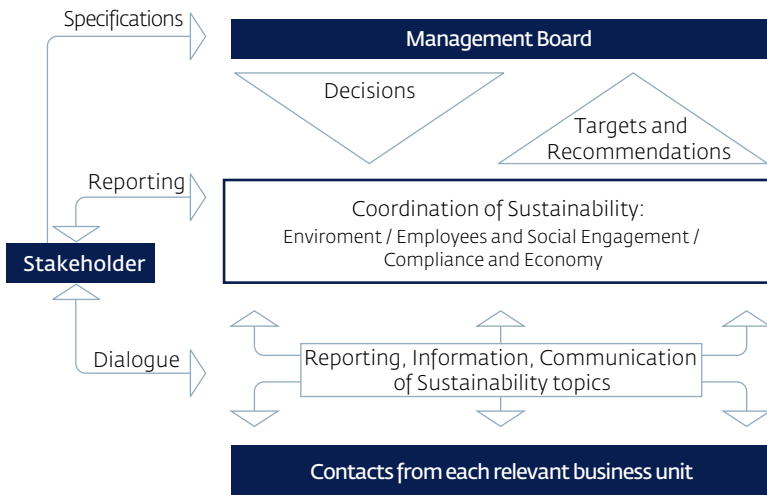 Specifications
Management Board
Decisions
Targets and
Recommendations
Reporting
Coordination of Sustainability:
Enviroment / Employees and Social Engagement /
Compliance and Economy
Stakeholder
Dialogue
Reporting, Information, Communication
of Sustainability topics
Contacts from each relevant business unit